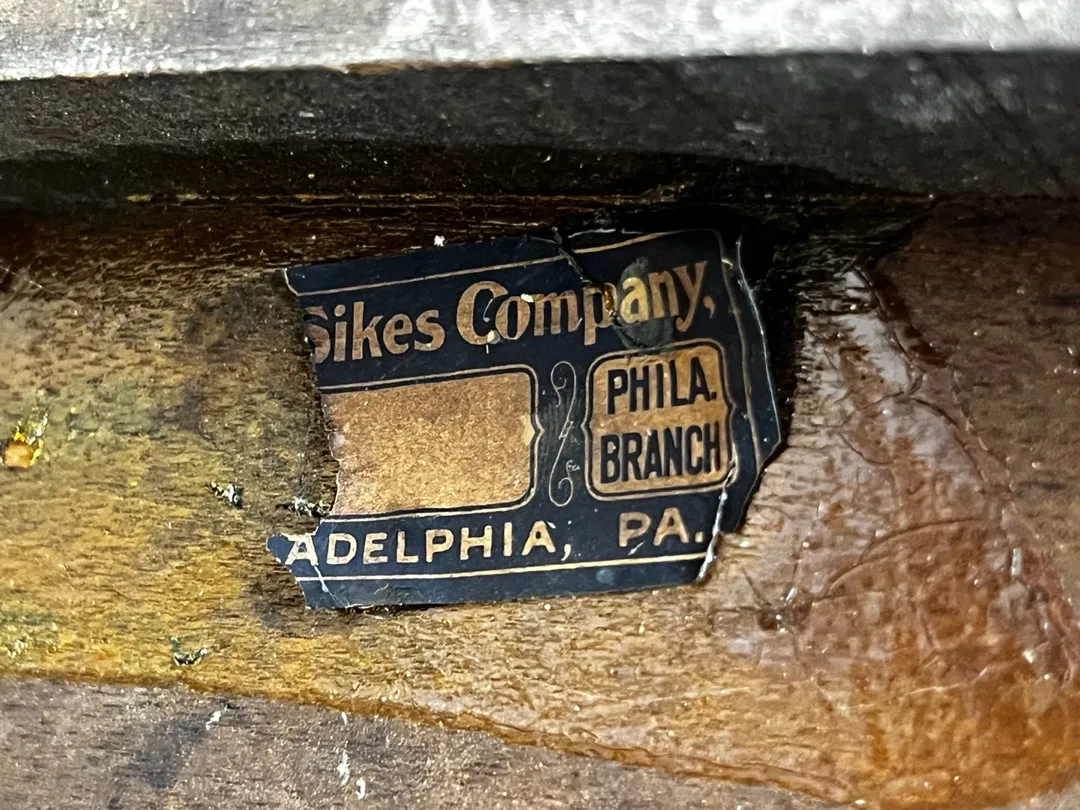 Sikes Company,
PHILA.
BRANCH
ADELPHIA, PA.